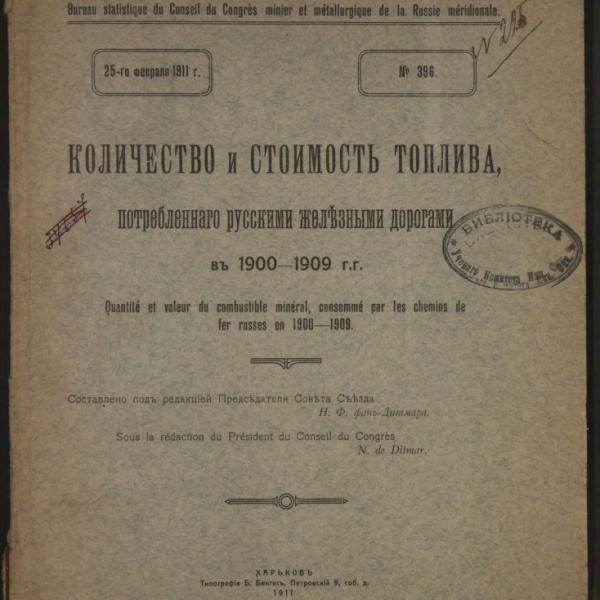 Bureau statistique du Conseil du Congrès minier et métallurgique de la Russie méridionale.
25-го февраля 1911 г.
№ 396.
КОЛИЧЕСТВО и СТОИМОСТЬ ТОПЛИВА,
потребленнаго русскими желѣзными дорогами
БИБЛІОТЕКА
Ученаго Комитета Мин.
въ 1900—1909 г.г.
Quantité et valeur du combustible minéral, consommé par les chemins de
fer russes en 1900—1909.
Составлено подъ редакціей Предсѣдателя Совѣта Съѣзда
Н. Ф. фонъ-Дитмара.
Sous la rédaction du Président du Conseil du Congrès
N. de Ditmar.
ХАРЬКОВЪ
Типографія Б. Бенгисъ, Петровскій 9, соб. д.
1911